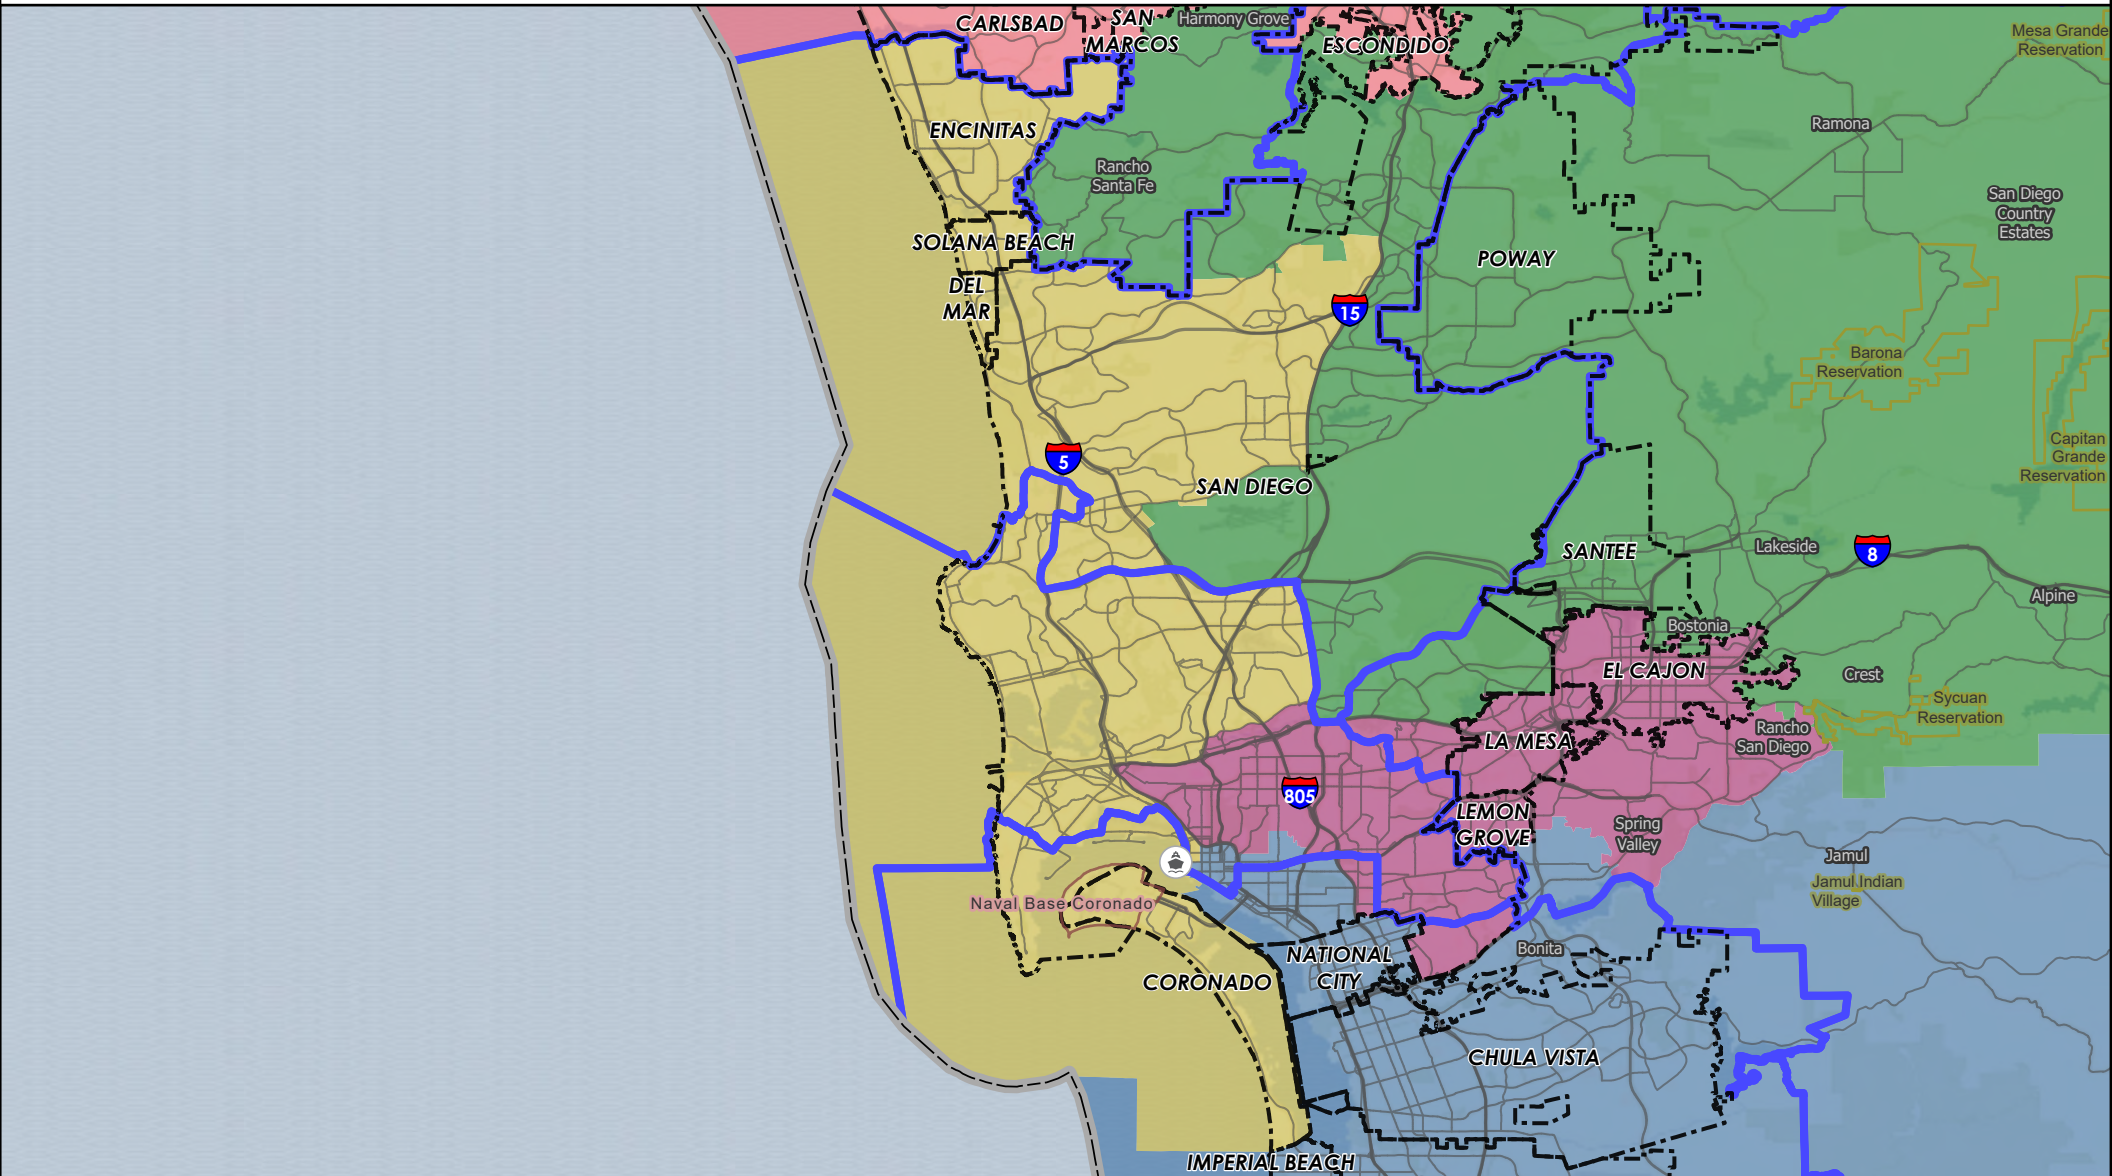 CARLSBAD
SAN
MARCOS
Harmony Grove
ESCONDIDO
Mesa Grande
Reservation
ENCINITAS
Ramona
Rancho
Santa Fe
San Diego
Country
Estates
SOLANA BEACH
POWAY
DEL
MAR
15
Barona
Reservation
5
Capitan
Grande
Reservation
SAN DIEGO
SANTEE
Lakeside
8
Alpine
Bostonia
EL CAJON
Crest
Sycuan
Reservation
Rancho
San Diego
LA MESA
805
LEMON
GROVE
Spring
Valley
Jamul
Jamul Indian
Village
Naval Base Coronado
NATIONAL
CITY
Bonita
CORONADO
CHULA VISTA
IMPERIAL BEACH